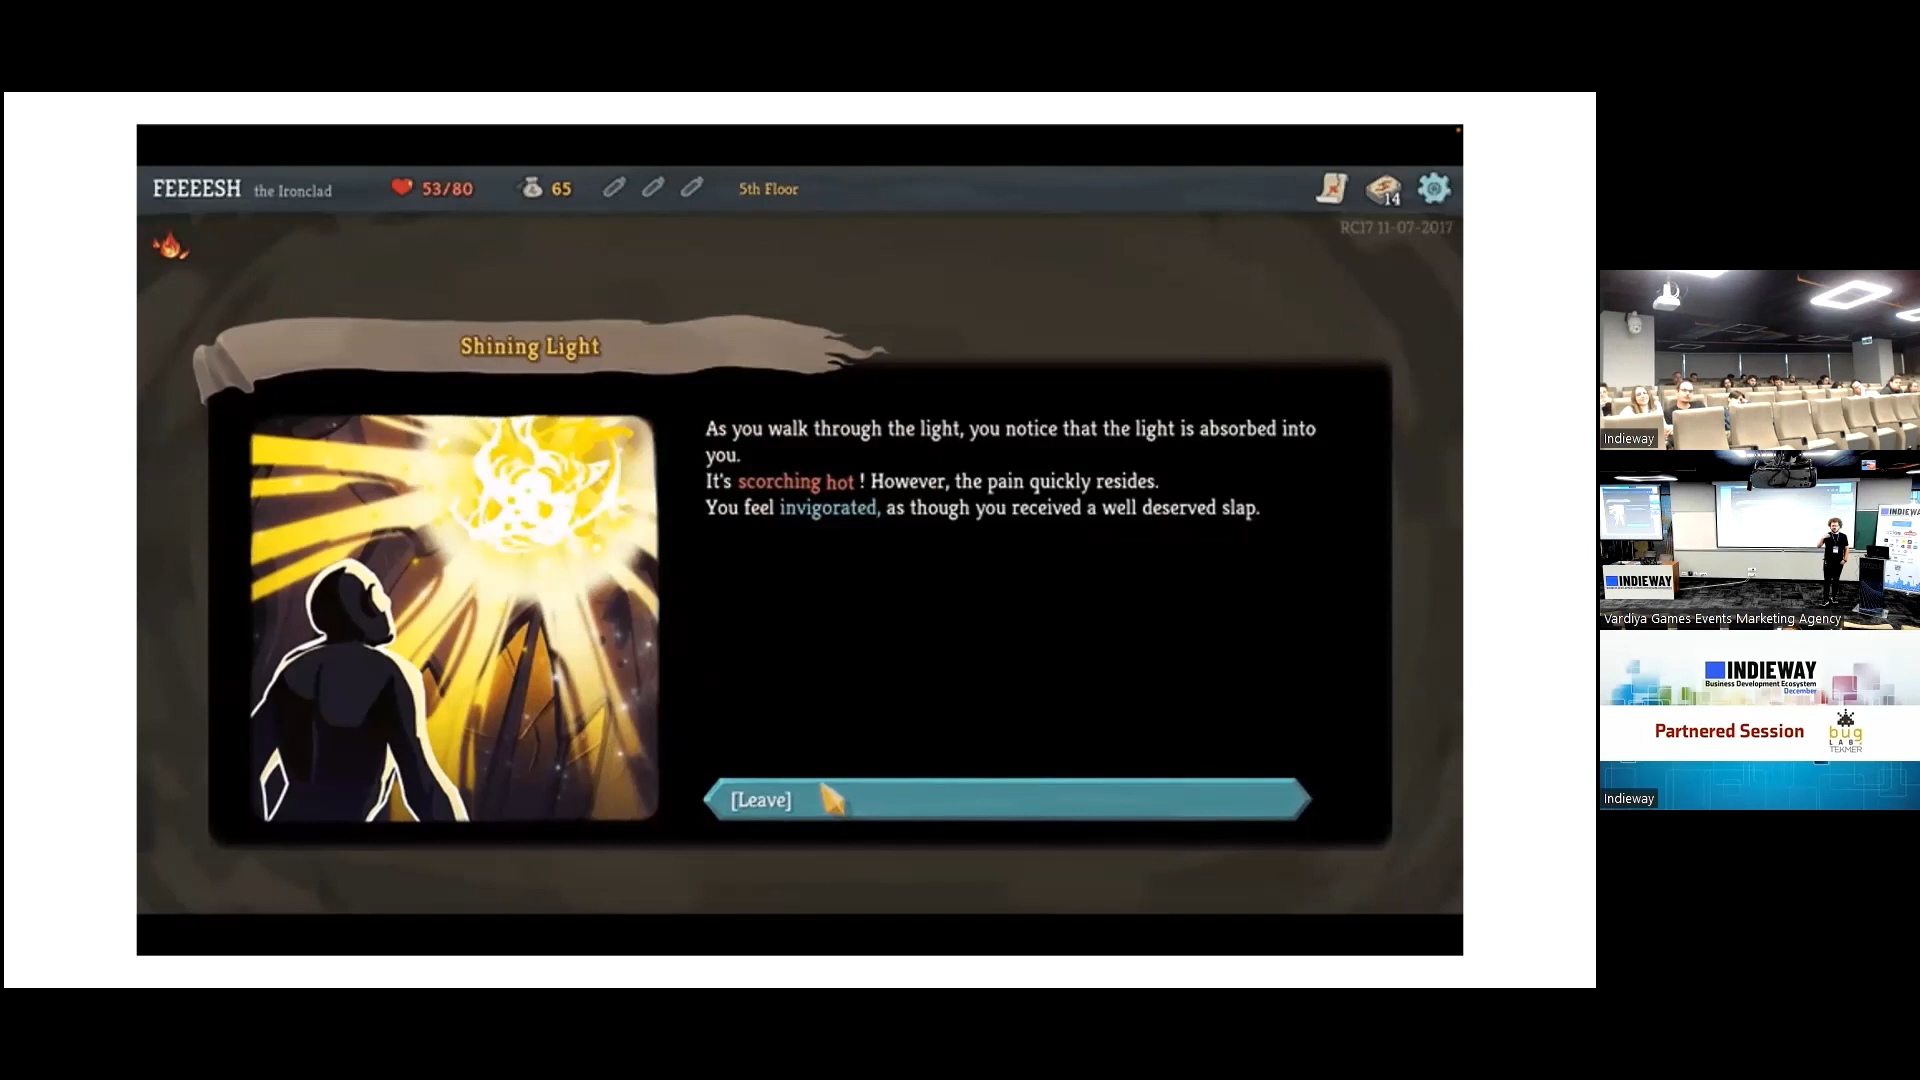 FEEEESH the Ironclad 53/80 65 5th Floor 14
RC17 11-07-2017
Shining Light
As you walk through the light, you notice that the light is absorbed into
you.
It's scorching hot ! However, the pain quickly resides.
You feel invigorated, as though you received a well deserved slap.
[Leave]
Indieway
INDIEWAY
INDIEWAY
Vardiya Games Events Marketing Agency
INDIEWAY
Business Development Ecosystem
December
Partnered Session
bug
LAB
TEKMER
Indieway